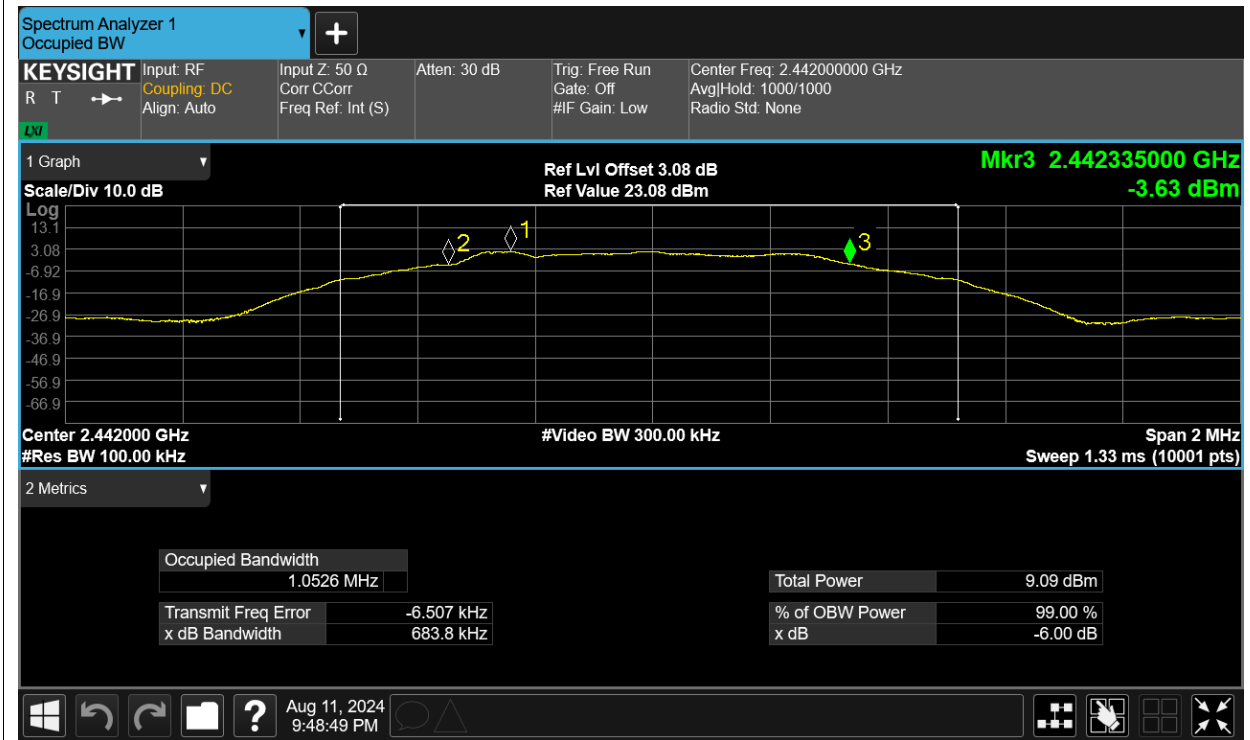 Spectrum Analyzer 1
Occupied BW
KEYSIGHT
R T
LXI
Input: RF
Coupling: DC
Align: Auto
Input Z: 50 Ω
Corr CCorr
Freq Ref: Int (S)
Atten: 30 dB
Trig: Free Run
Gate: Off
#IF Gain: Low
Center Freq: 2.442000000 GHz
Avg|Hold: 1000/1000
Radio Std: None
1 Graph
Scale/Div 10.0 dB
Ref Lvl Offset 3.08 dB
Ref Value 23.08 dBm
Mkr3 2.442335000 GHz
-3.63 dBm
Log
13.1
3.08
-6.92
-16.9
-26.9
-36.9
-46.9
-56.9
-66.9
2
1
3
Center 2.442000 GHz
#Res BW 100.00 kHz
#Video BW 300.00 kHz
Span 2 MHz
Sweep 1.33 ms (10001 pts)
2 Metrics
Occupied Bandwidth
1.0526 MHz
Transmit Freq Error -6.507 kHz
x dB Bandwidth 683.8 kHz
Total Power 9.09 dBm
% of OBW Power 99.00 %
x dB -6.00 dB
?
Aug 11, 2024
9:48:49 PM